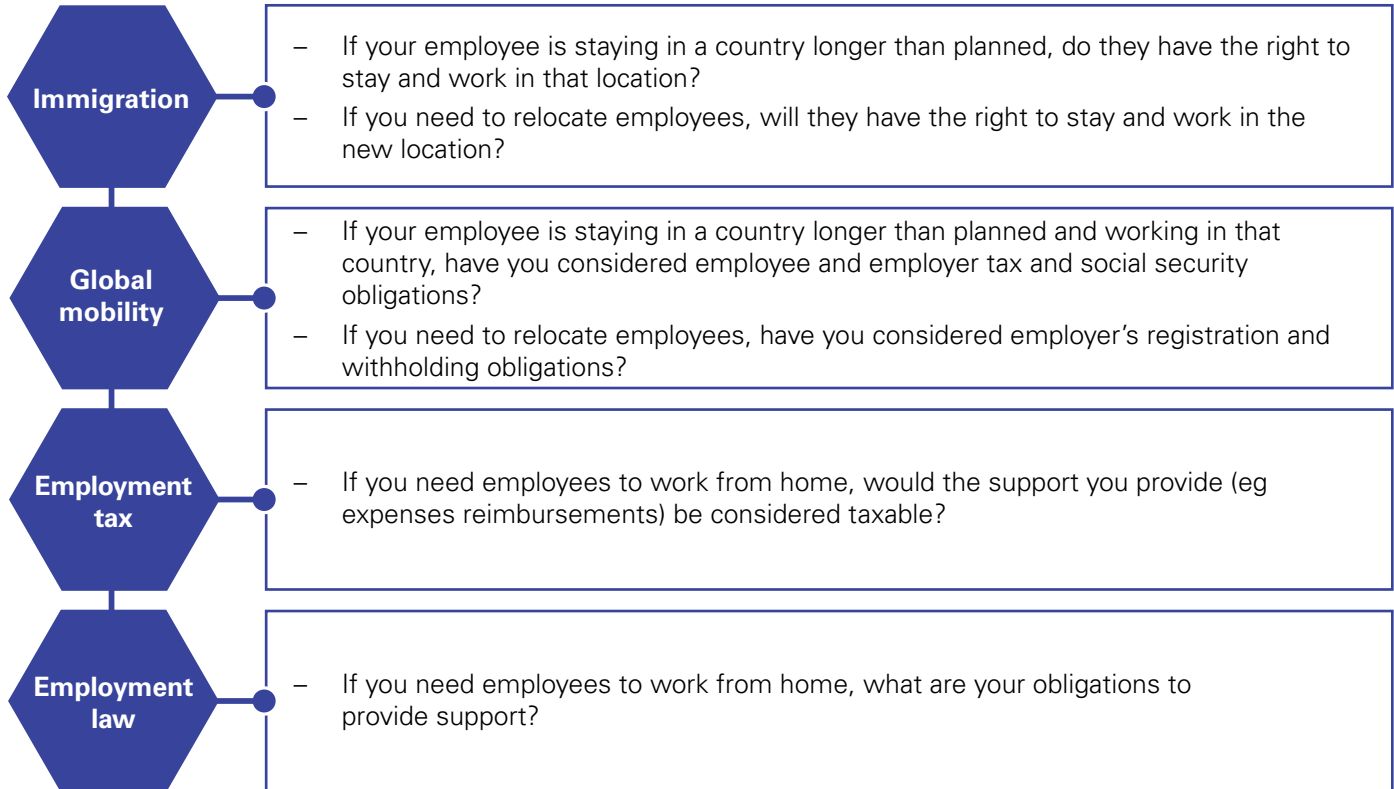 Immigration
– If your employee is staying in a country longer than planned, do they have the right to
stay and work in that location?
– If you need to relocate employees, will they have the right to stay and work in the
new location?
Global
mobility
– If your employee is staying in a country longer than planned and working in that
country, have you considered employee and employer tax and social security
obligations?
– If you need to relocate employees, have you considered employer’s registration and
withholding obligations?
Employment
tax
– If you need employees to work from home, would the support you provide (eg
expenses reimbursements) be considered taxable?
Employment
law
– If you need employees to work from home, what are your obligations to
provide support?